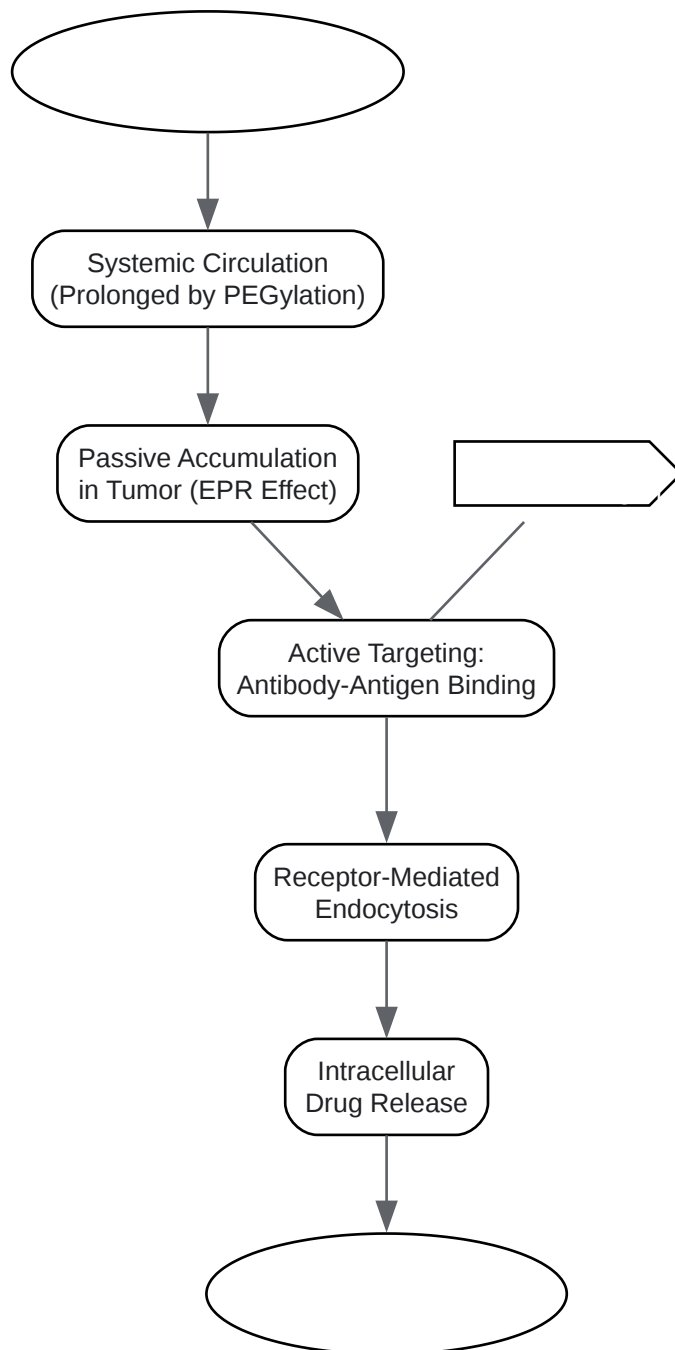 Systemic Circulation
(Prolonged by PEGylation)
Passive Accumulation
in Tumor (EPR Effect)
Active Targeting:
Antibody-Antigen Binding
Receptor-Mediated
Endocytosis
Intracellular
Drug Release